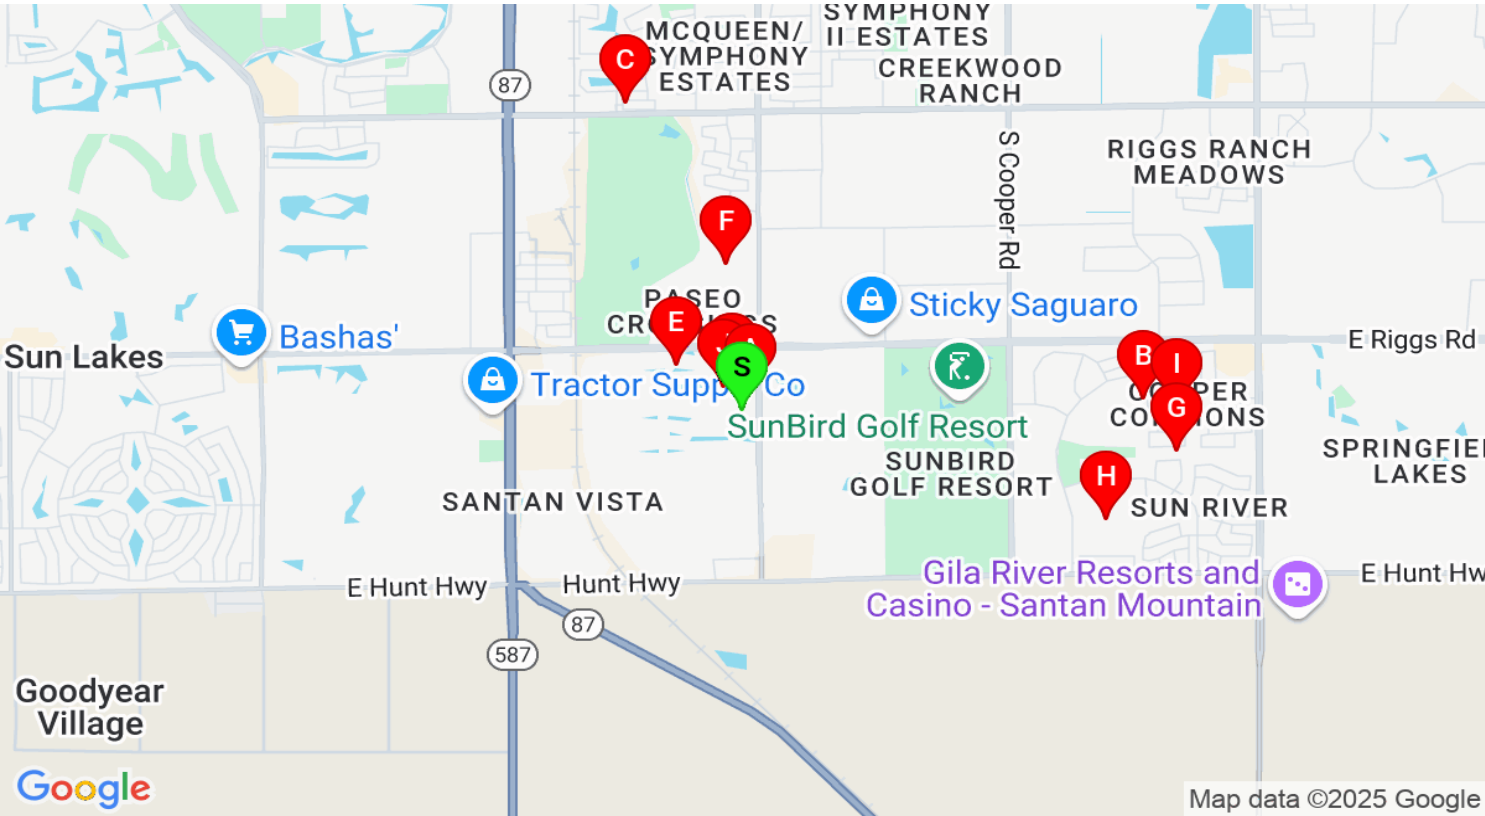 SYMPHONY
II ESTATES
MCQUEEN/
SYMPHONY
ESTATES
C
87
CREEKWOOD
RANCH
S Cooper Rd
RIGGS RANCH
MEADOWS
F
PASEO
E
Sticky Saguaro
Bashas'
E Riggs Rd
Sun Lakes
S
B
I
Tractor Supp
Co
G
SunBird Golf Resort
SUNBIRD
GOLF RESORT
SPRINGFIE
LAKES
H
SANTAN VISTA
SUN RIVER
E Hunt Hwy
Hunt Hwy
Gila River Resorts and
Casino - Santan Mountain
E Hunt Hw
87
587
Goodyear
Village
Google
Map data ©2025 Google